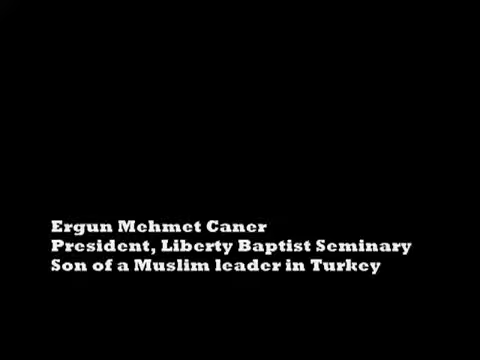 Ergun Mehmet Caner
President, Liberty Baptist Seminary
Son of a Muslim leader in Turkey